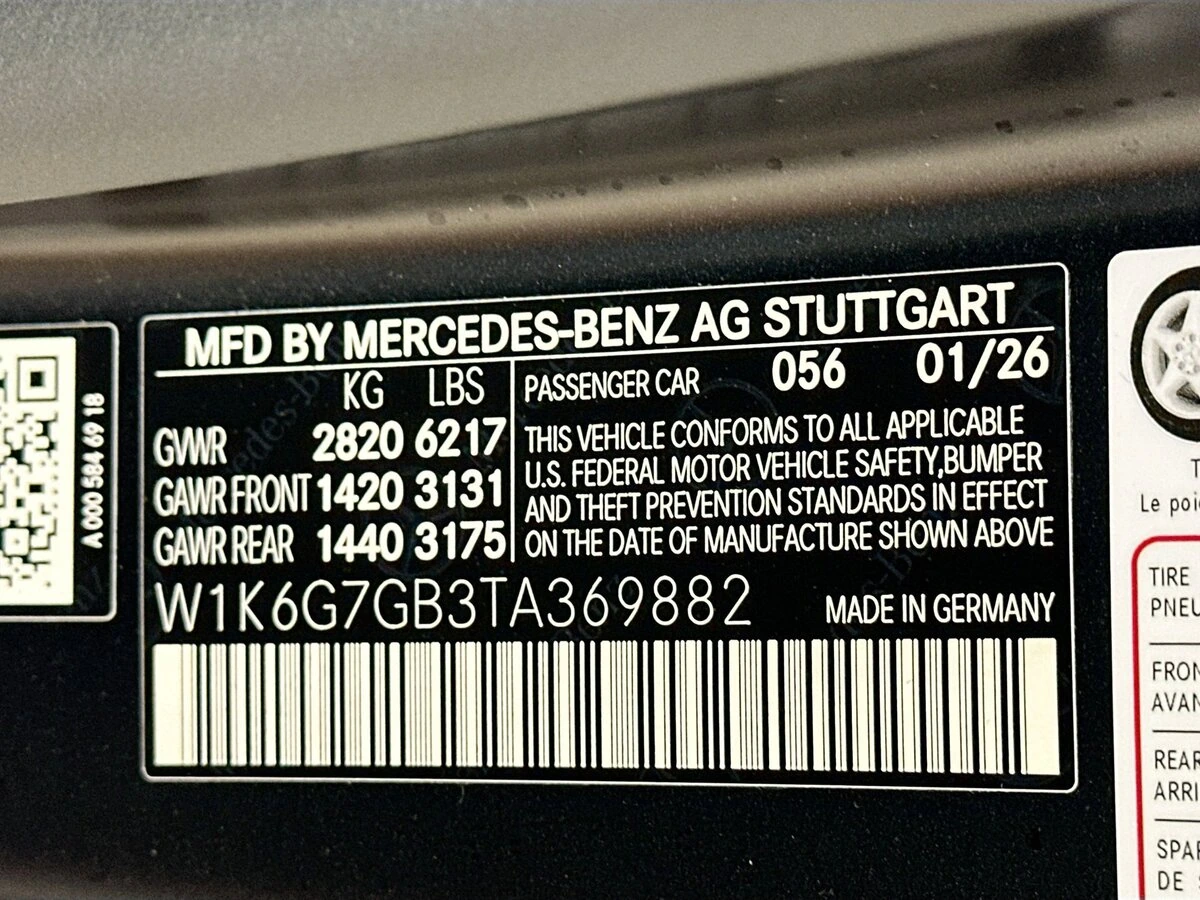 A 000 584 69 18
MFD BY MERCEDES-BENZ AG STUTTGART
KG LBS
GVWR 2820 6217
GAWR FRONT 1420 3131
GAWR REAR 1440 3175
PASSENGER CAR 056 01/26
THIS VEHICLE CONFORMS TO ALL APPLICABLE
U.S. FEDERAL MOTOR VEHICLE SAFETY,BUMPER
AND THEFT PREVENTION STANDARDS IN EFFECT
ON THE DATE OF MANUFACTURE SHOWN ABOVE
W1K6G7GB3TA369882
MADE IN GERMANY
Le
TIRE
FRON
AVAN
REAR
ARRI
SPAR
DE